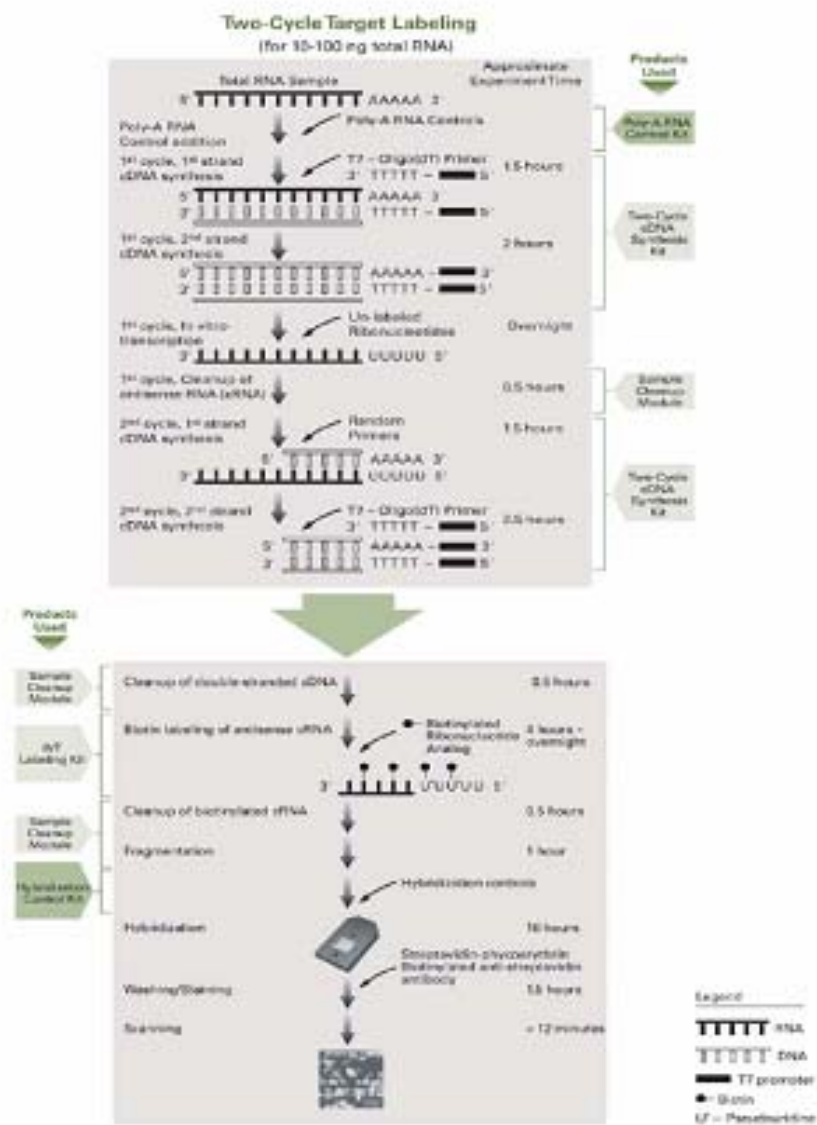 Two-Cycle Target Labeling
(for 10-100 ng total RNA)
Approximate
Experiment Time
Products
Used
Total RNA Sample
5' AAAAA 3'
Poly-A RNA
Control addition
Poly-A RNA Controls
Poly-A RNA
Control Kit
1st cycle, 1st strand
cDNA synthesis
T7 – Oligo(dT) Primer
3' TTTTT – 5'
1.5 hours
5' AAAAA 3'
3' TTTTT – 5'
Two-Cycle
cDNA
Synthesis
Kit
1st cycle, 2nd strand
cDNA synthesis
2 hours
5' AAAAA – 3'
3' TTTTT – 5'
1st cycle, In vitro
transcription
Un-labeled
Ribonucleotides
Overnight
3' UUUUU 5'
1st cycle, Cleanup of
antisense RNA (cRNA)
0.5 hours
Sample
Cleanup
Module
2nd cycle, 1st strand
cDNA synthesis
Random
Primers
1.5 hours
5' AAAAA 3'
3' UUUUU 5'
Two-Cycle
cDNA
Synthesis
Kit
2nd cycle, 2nd strand
cDNA synthesis
T7 – Oligo(dT) Primer
3' TTTTT – 5'
2.5 hours
5' AAAAA – 3'
3' TTTTT – 5'
Products
Used
Sample
Cleanup
Module
Cleanup of double-stranded cDNA
0.5 hours
IVT
Labeling Kit
Biotin labeling of antisense cRNA
Biotinylated
Ribonucleotide
Analog
4 hours -
overnight
3' 5'
Sample
Cleanup
Module
Cleanup of biotinylated cRNA
0.5 hours
Fragmentation
1 hour
Hybridization
Control Kit
Hybridization controls
Hybridization
16 hours
Streptavidin-phycoerythrin
Biotinylated anti-streptavidin
antibody
Washing/Staining
1.5 hours
Scanning
12 minutes
Legend
RNA
DNA
T7 promoter
Biotin
Pseudouridine